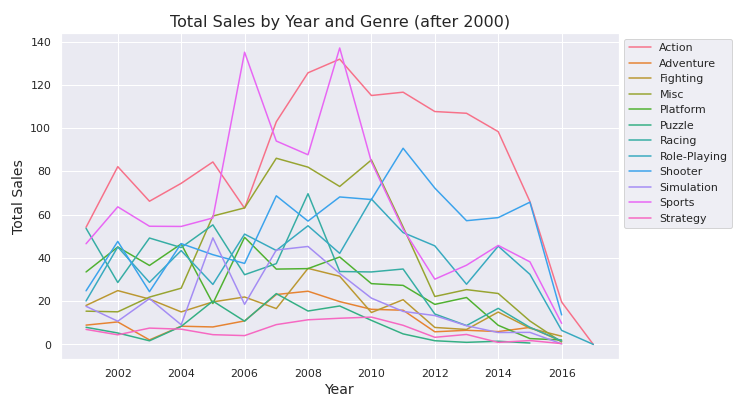 Total Sales by Year and Genre (after 2000)
140
120
100
80
60
40
20
0
Total Sales
2002 2004 2006 2008 2010 2012 2014 2016
Year
Action
Adventure
Fighting
Misc
Platform
Puzzle
Racing
Role-Playing
Shooter
Simulation
Sports
Strategy